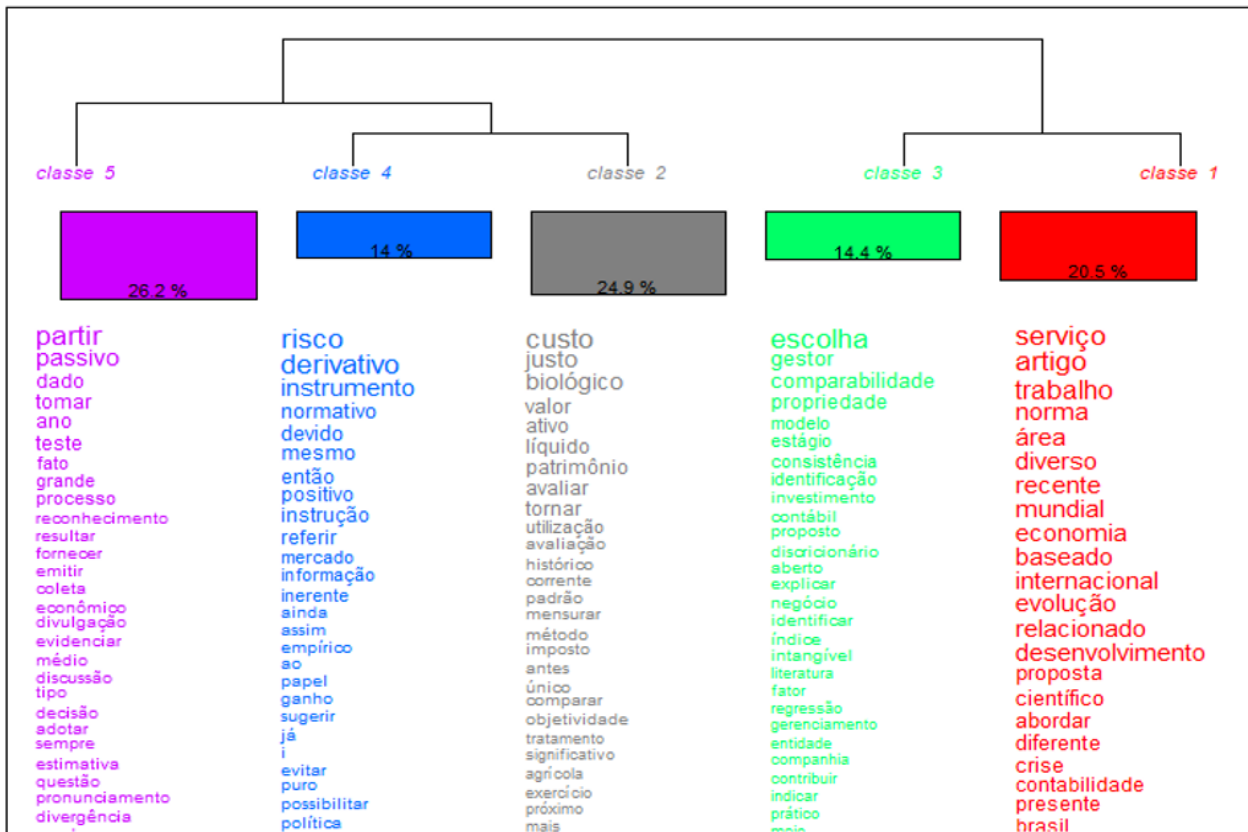 classe 5
classe 4
classe 2
classe 3
classe 1
26.2 %
14 %
24.9 %
14.4 %
20.5 %
partir
passivo
dado
tomar
ano
teste
fato
grande
processo
reconhecimento
resultar
fornecer
emitir
coleta
econômico
divulgação
evidenciar
médio
discussão
tipo
decisão
adotar
sempre
estimativa
questão
pronunciamento
divergência
risco
derivativo
instrumento
normativo
devido
mesmo
então
positivo
instrução
referir
mercado
informação
inerente
ainda
assim
empírico
ao
papel
ganho
sugerir
já
i
evitar
puro
possibilitar
política
custo
justo
biológico
valor
ativo
líquido
patrimônio
avaliar
tornar
utilização
avaliação
histórico
corrente
padrão
mensurar
método
imposto
antes
único
comparar
objetividade
tratamento
significativo
agrícola
exercício
próximo
mais
escolha
gestor
comparabilidade
propriedade
modelo
estágio
consistência
identificação
investimento
contábil
proposto
discricionário
aberto
explicar
negócio
identificar
índice
intangível
literatura
fator
regressão
gerenciamento
entidade
companhia
contribuir
indicar
prático
serviço
artigo
trabalho
norma
área
diverso
recente
mundial
economia
baseado
internacional
evolução
relacionado
desenvolvimento
proposta
científico
abordar
diferente
crise
contabilidade
presente
brasil